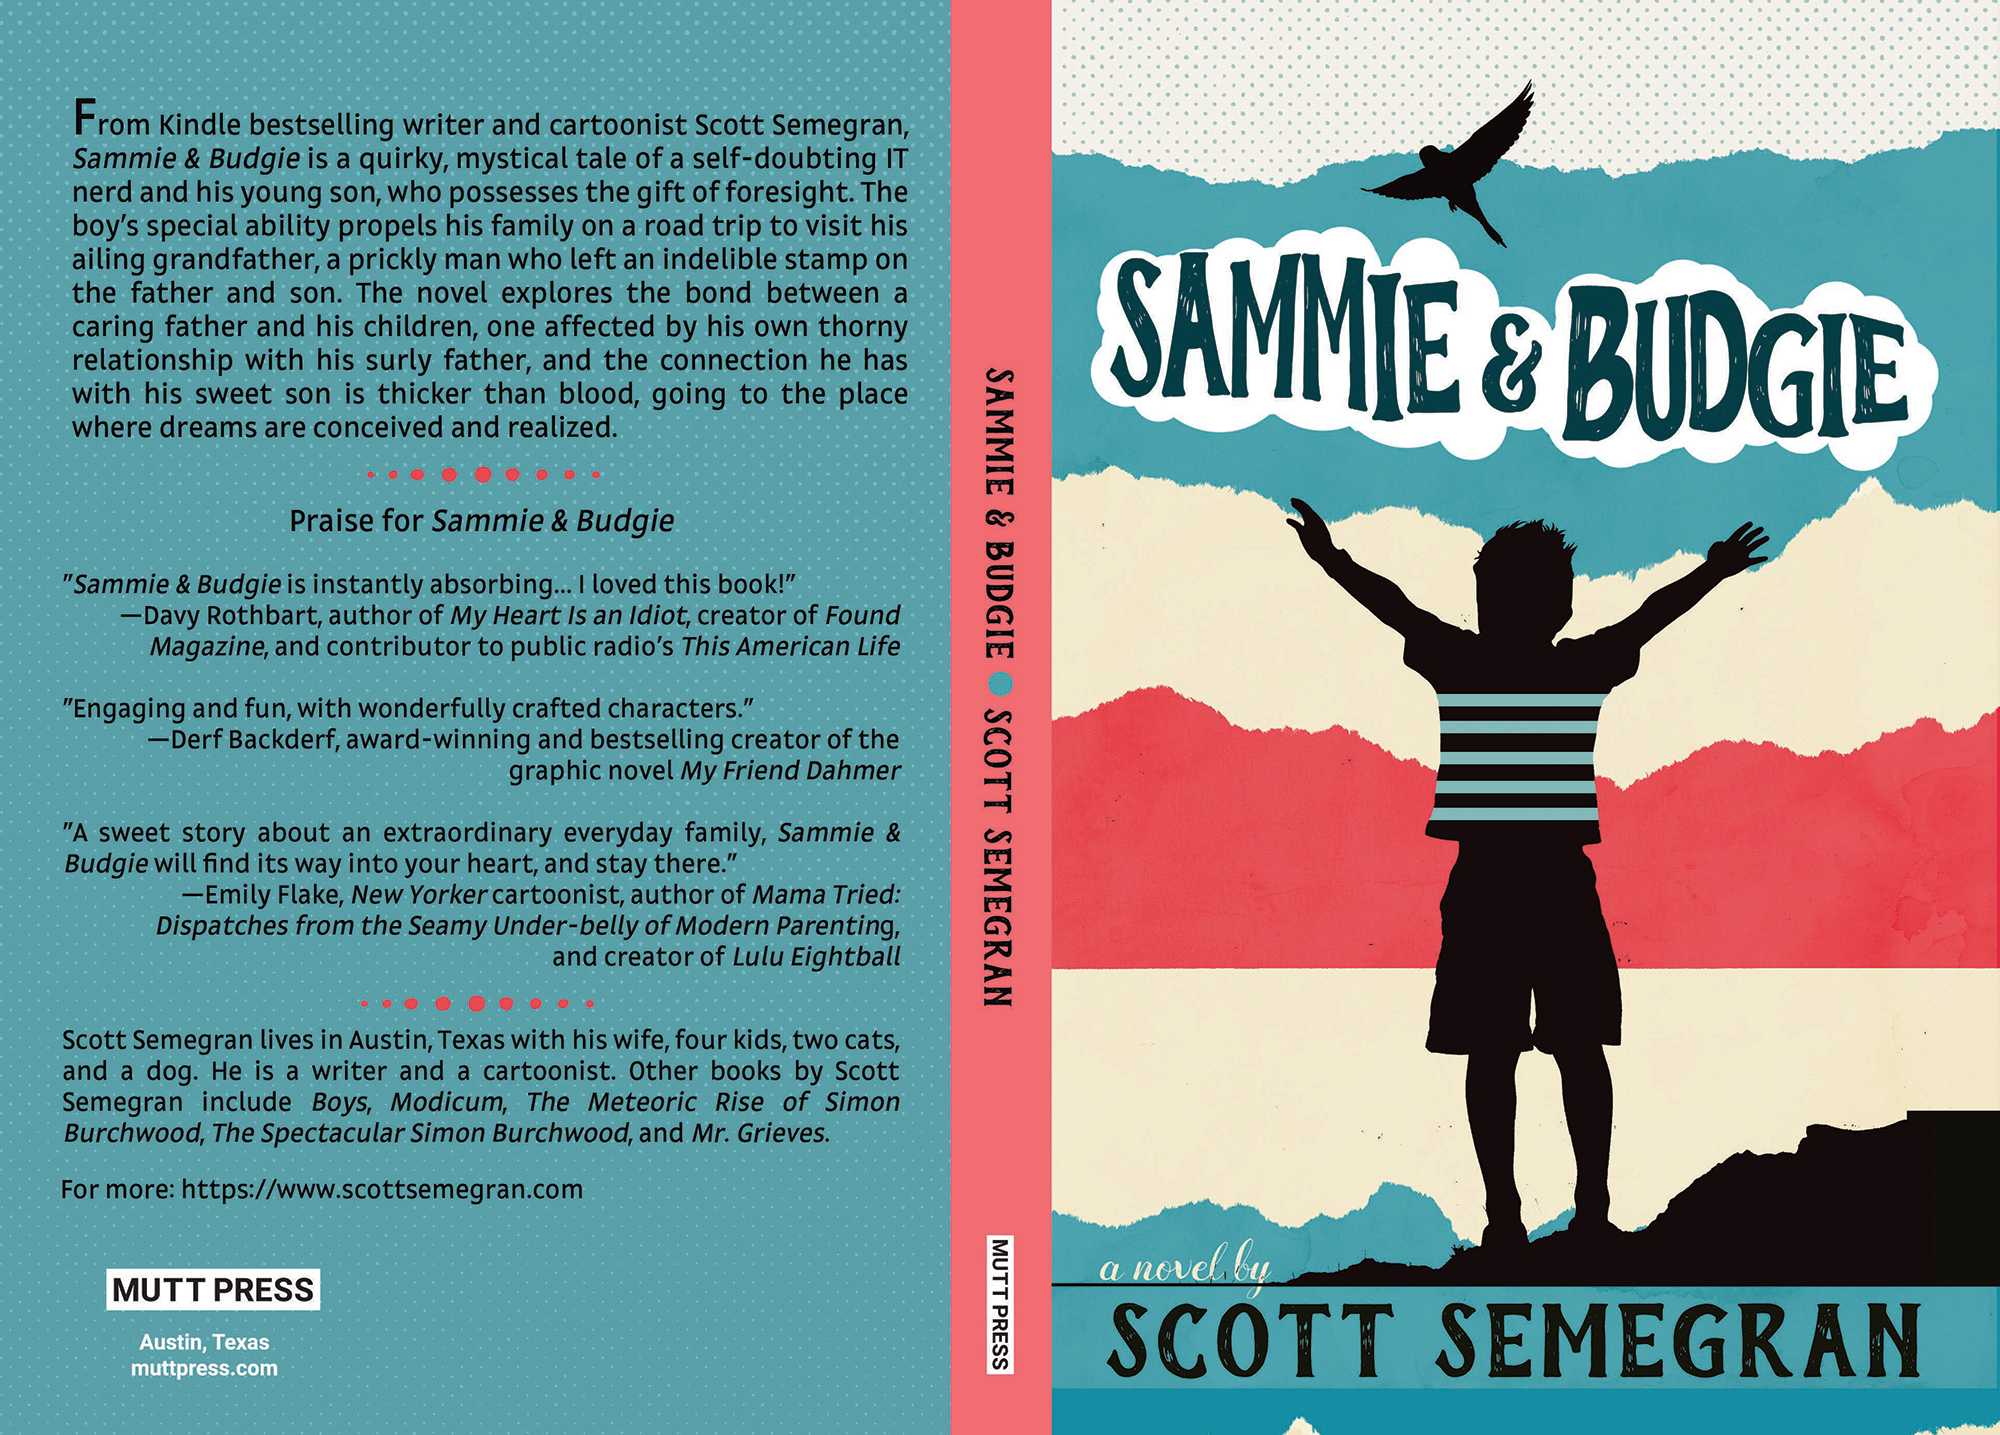 From Kindle bestselling writer and cartoonist Scott Semegran,
Sammie & Budgie is a quirky, mystical tale of a self-doubting IT
nerd and his young son, who possesses the gift of foresight. The
boy's special ability propels his family on a road trip to visit his
ailing grandfather, a prickly man who left an indelible stamp on
the father and son. The novel explores the bond between a
caring father and his children, one affected by his own thorny
relationship with his surly father, and the connection he has
with his sweet son is thicker than blood, going to the place
where dreams are conceived and realized.
Praise for Sammie & Budgie
"Sammie & Budgie is instantly absorbing... I loved this book!"
—Davy Rothbart, author of My Heart Is an Idiot, creator of Found
Magazine, and contributor to public radio's This American Life
"Engaging and fun, with wonderfully crafted characters."
—Derf Backderf, award-winning and bestselling creator of the
graphic novel My Friend Dahmer
"A sweet story about an extraordinary everyday family, Sammie &
Budgie will find its way into your heart, and stay there."
—Emily Flake, New Yorker cartoonist, author of Mama Tried:
Dispatches from the Seamy Under-belly of Modern Parenting,
and creator of Lulu Eightball
Scott Semegran lives in Austin, Texas with his wife, four kids, two cats,
and a dog. He is a writer and a cartoonist. Other books by Scott
Semegran include Boys, Modicum, The Meteoric Rise of Simon
Burchwood, The Spectacular Simon Burchwood, and Mr. Grieves.
For more: https://www.scottsemegran.com
MUTT PRESS
Austin, Texas
muttpress.com
SAMMIE & BUDGIE SCOTT SEMEGRAN
MUTT PRESS
SAMMIE & BUDGIE
a novel by
SCOTT SEMEGRAN